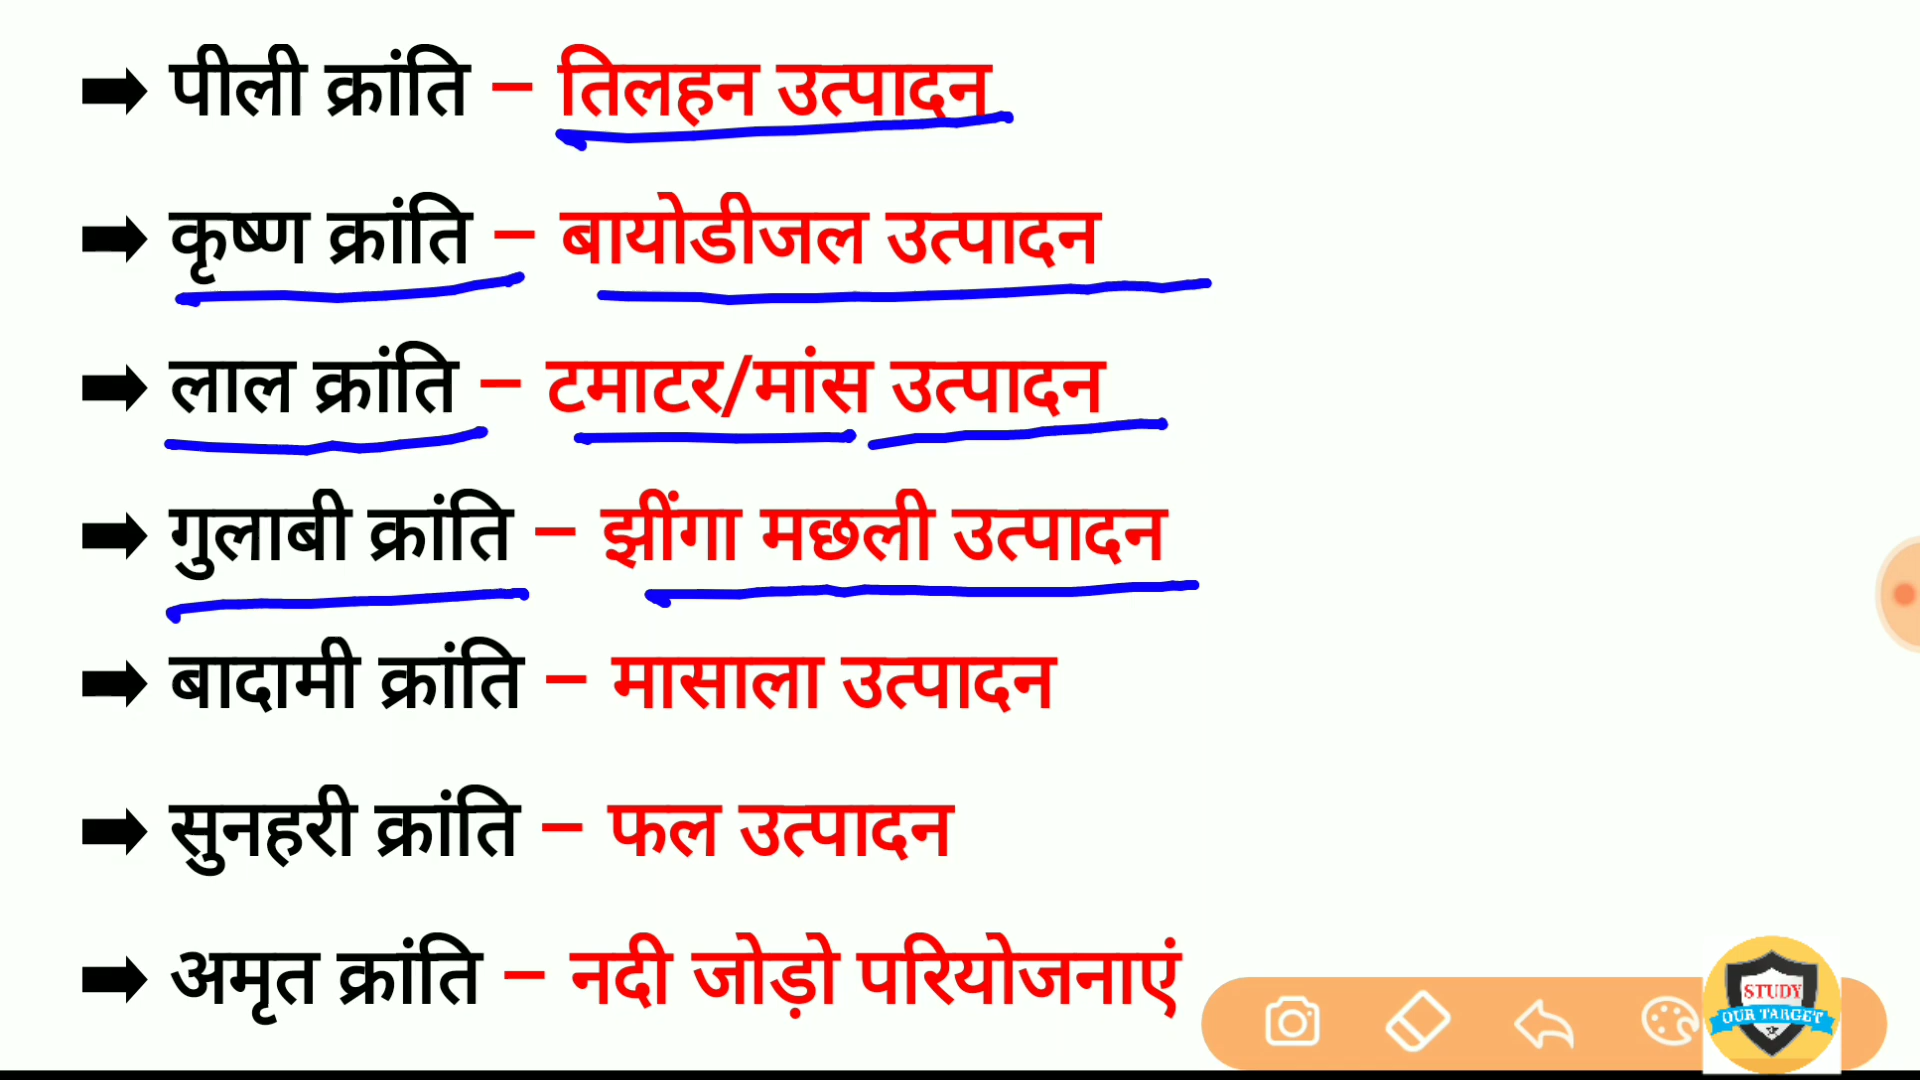 ➡ पीली क्रांति – तिलहन उत्पादन
➡ कृष्ण क्रांति – बायोडीजल उत्पादन
➡ लाल क्रांति – टमाटर/मांस उत्पादन
➡ गुलाबी क्रांति – झींगा मछली उत्पादन
➡ बादामी क्रांति – मासाला उत्पादन
➡ सुनहरी क्रांति – फल उत्पादन
➡ अमृत क्रांति – नदी जोड़ो परियोजनाएं
STUDY
OUR TARGET